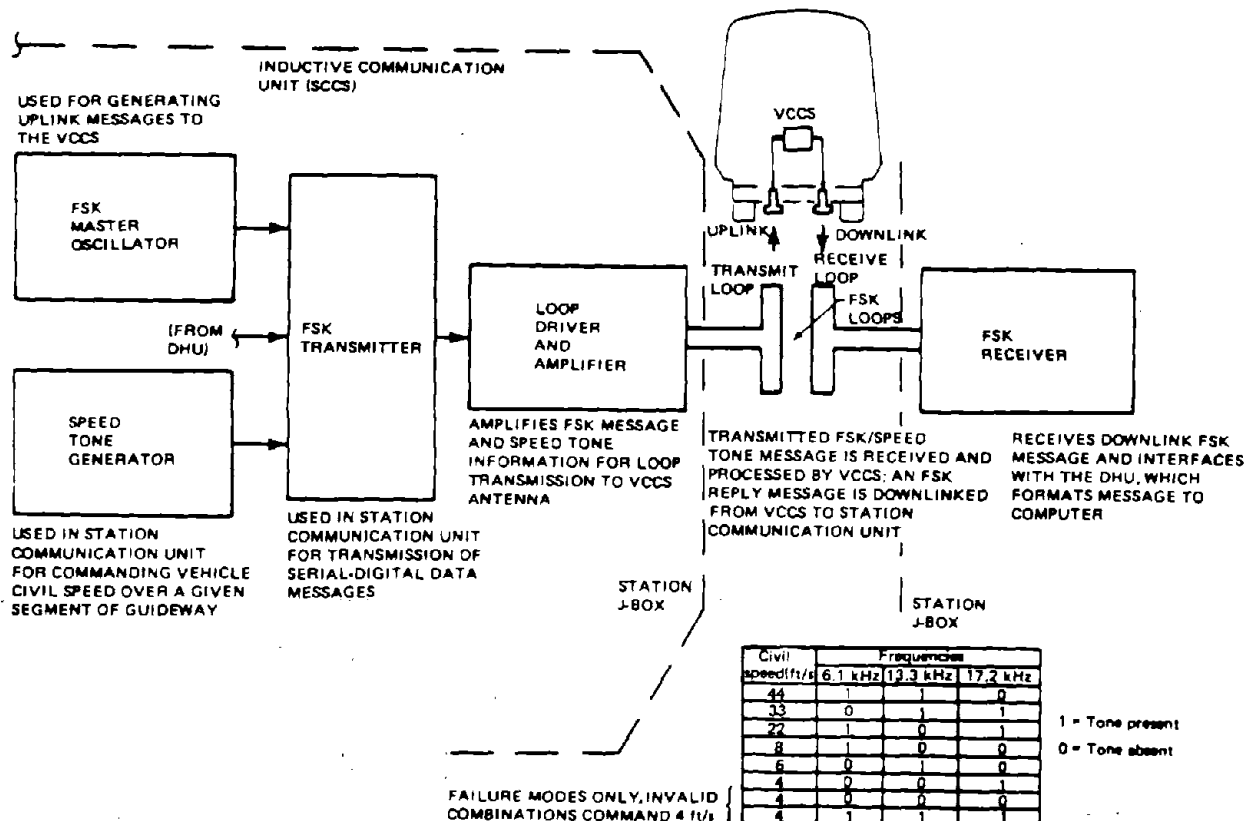 INDUCTIVE COMMUNICATION
UNIT (SCCS)
USED FOR GENERATING
UPLINK MESSAGES TO
THE VCCS
FSK
MASTER
OSCILLATOR
(FROM
DHU)
SPEED
TONE
GENERATOR
USED IN STATION
COMMUNICATION UNIT
FOR COMMANDING VEHICLE
CIVIL SPEED OVER A GIVEN
SEGMENT OF GUIDEWAY
FSK
TRANSMITTER
USED IN STATION
COMMUNICATION UNIT
FOR TRANSMISSION OF
SERIAL-DIGITAL DATA
MESSAGES
LOOP
DRIVER
AND
AMPLIFIER
AMPLIFIES FSK MESSAGE
AND SPEED TONE
INFORMATION FOR LOOP
TRANSMISSION TO VCCS
ANTENNA
VCCS
UPLINK
DOWNLINK
TRANSMIT
LOOP
RECEIVE
LOOP
FSK
LOOPS
TRANSMITTED FSK/SPEED
TONE MESSAGE IS RECEIVED AND
PROCESSED BY VCCS; AN FSK
REPLY MESSAGE IS DOWNLINKED
FROM VCCS TO STATION
COMMUNICATION UNIT
FSK
RECEIVER
RECEIVES DOWNLINK FSK
MESSAGE AND INTERFACES
WITH THE DHU, WHICH
FORMATS MESSAGE TO
COMPUTER
STATION
J-BOX
STATION
J-BOX
Civil Frequencies
speed(ft/s 6.1 kHz 13.3 kHz 17.2 kHz
44 1 1 0
33 0 1 1
22 1 0 1
8 1 0 0
6 0 1 0
4 0 0 1
4 0 0 0
4 1 1 1
1 = Tone present
0 = Tone absent
FAILURE MODES ONLY, INVALID
COMBINATIONS COMMAND 4 ft/s